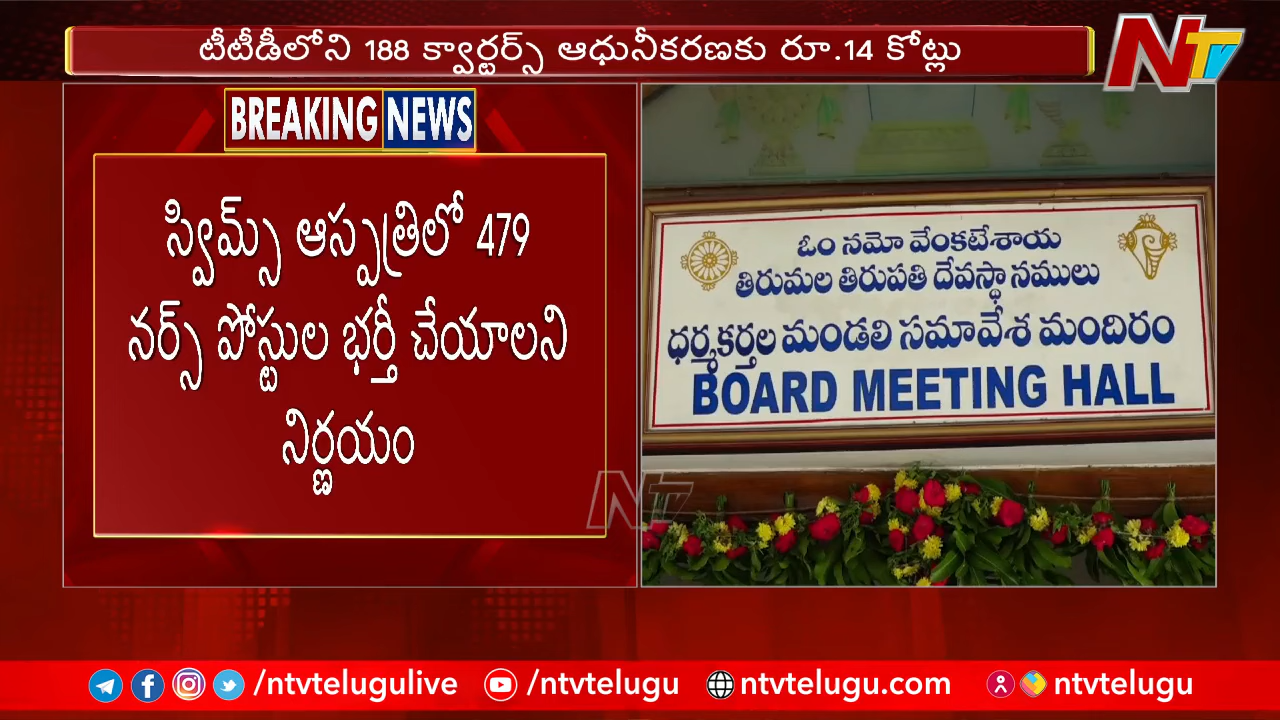 టీటీడీలోని 188 క్వార్టర్స్ ఆధునీకరణకు రూ.14 కోట్లు
NTV
BREAKING NEWS
స్విమ్స్ ఆస్పత్రిలో 479
నర్స్ పోస్టుల భర్తీ చేయాలని
నిర్ణయం
ఓం నమో వేంకటేశాయ
తిరుమల తిరుపతి దేవస్థానములు
ధర్మకర్తల మండలి సమావేశ మందిరం
BOARD MEETING HALL
NTV
/ntvtelugulive /ntvtelugu ntvtelugu.com ntvtelugu